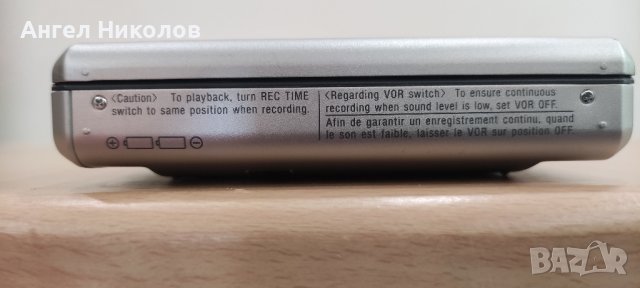 Ангел Николов
<Caution> To playback, turn REC TIME
switch to same position when recording.
⊕ ⊖
<Regarding VOR switch> To ensure continuous
recording when sound level is low, set VOR OFF.
Afin de garantir un enregistrement continu, quand
le son est faible, laisser le VOR sur position OFF.
BAZAR